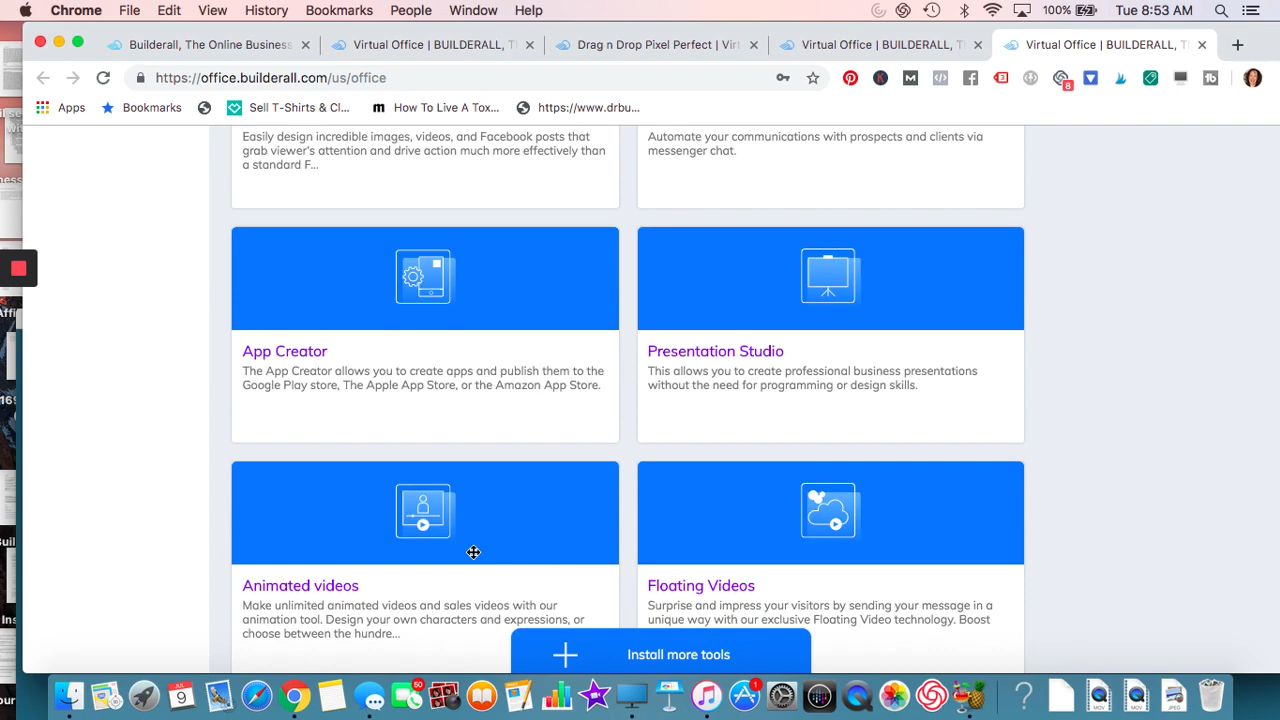 Chrome File Edit View History Bookmarks People Window Help 100% Tue 8:53 AM
Builderall, The Online Business Virtual Office | BUILDERALL, T Drag n Drop Pixel Perfect | Virt Virtual Office | BUILDERALL, T Virtual Office | BUILDERALL, T
https://office.builderall.com/us/office
Apps Bookmarks Sell T-Shirts & Cl... How To Live A Tox... https://www.drbu...
Easily design incredible images, videos, and Facebook posts that
grab viewer's attention and drive action much more effectively than
a standard F...
Automate your communications with prospects and clients via
messenger chat.
App Creator
The App Creator allows you to create apps and publish them to the
Google Play store, The Apple App Store, or the Amazon App Store.
Presentation Studio
This allows you to create professional business presentations
without the need for programming or design skills.
Animated videos
Make unlimited animated videos and sales videos with our
animation tool. Design your own characters and expressions, or
choose between the hundre...
Floating Videos
Surprise and impress your visitors by sending your message in a
unique way with our exclusive Floating Video technology. Boost
Install more tools